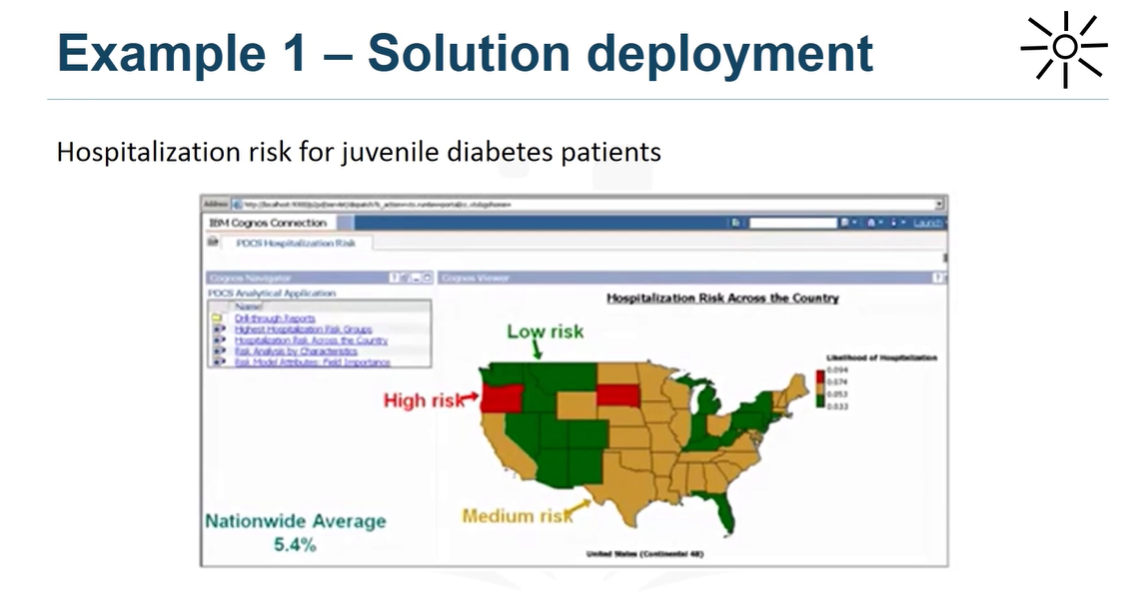 Example 1 – Solution deployment
Hospitalization risk for juvenile diabetes patients
Address
IBM Cognos Connection
Launch
PDCS Hospitalization Risk
Cognos Navigator
Cognos Viewer
PDCS Analytical Application
Name
Drill-through Reports
Highest Hospitalization Risk Groups
Hospitalization Risk Across the Country
Risk Analysis by Characteristics
Risk Model Attributes: Field Importance
Hospitalization Risk Across the Country
Low risk
High risk
Medium risk
Likelihood of Hospitalization
0.094
0.074
0.053
0.033
Nationwide Average
5.4%
United States (Continental 48)